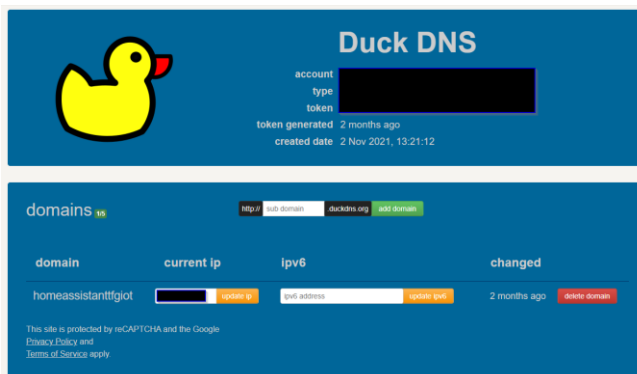 Duck DNS
account
type
token
token generated 2 months ago
created date 2 Nov 2021, 13:21:12
domains 1/5
http:// sub domain .duckdns.org add domain
domain current ip ipv6 changed
homeassistanttfgiot update ip ipv6 address update ipv6 2 months ago delete domain
This site is protected by reCAPTCHA and the Google
Privacy Policy and
Terms of Service apply.